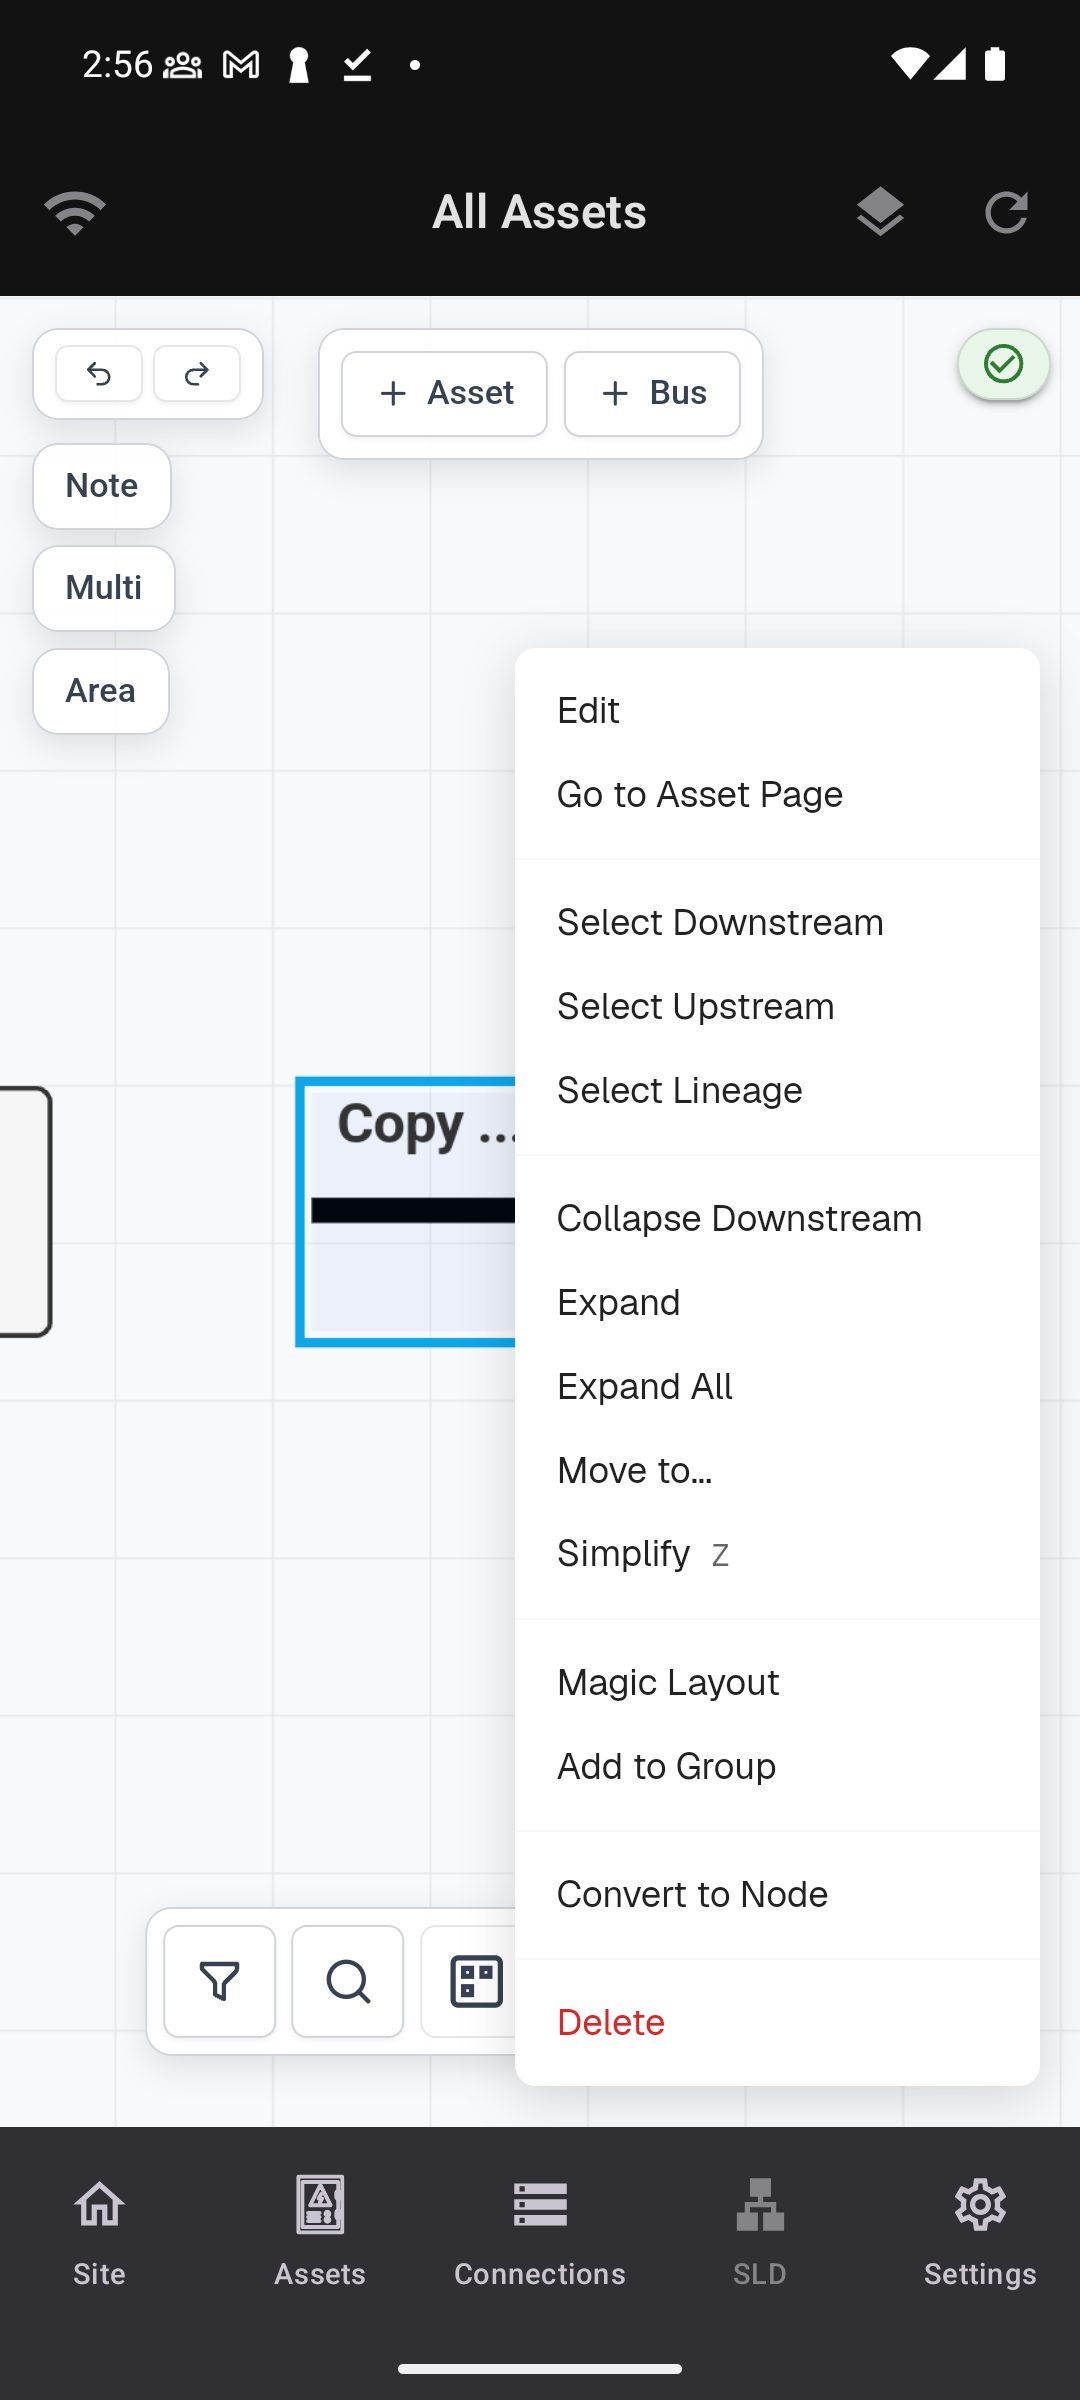 2:56
All Assets
Asset
Bus
Note
Multi
Area
Edit
Go to Asset Page
Select Downstream
Select Upstream
Select Lineage
Copy ...
Collapse Downstream
Expand
Expand All
Move to...
Simplify Z
Magic Layout
Add to Group
Convert to Node
Delete
Site
Assets
Connections
SLD
Settings